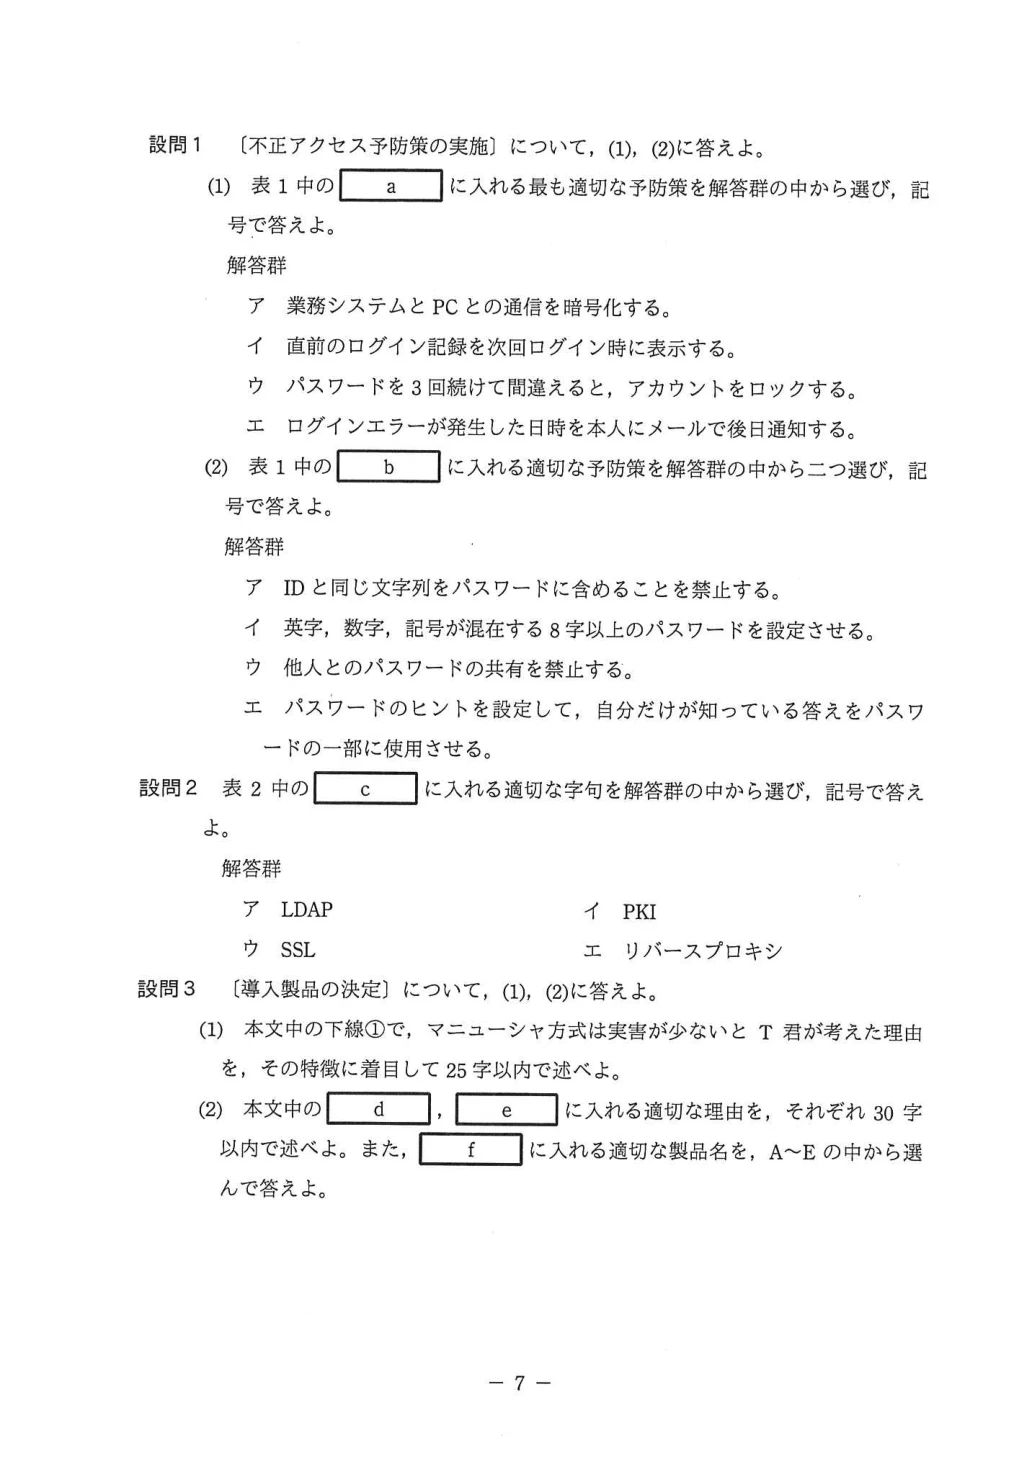 設問1 〔不正アクセス予防策の実施〕について，(1)，(2)に答えよ。
(1) 表1中の a に入れる最も適切な予防策を解答群の中から選び，記
号で答えよ。
解答群
ア 業務システムとPCとの通信を暗号化する。
イ 直前のログイン記録を次回ログイン時に表示する。
ウ パスワードを3回続けて間違えると，アカウントをロックする。
エ ログインエラーが発生した日時を本人にメールで後日通知する。
(2) 表1中の b に入れる適切な予防策を解答群の中から二つ選び，記
号で答えよ。
解答群
ア IDと同じ文字列をパスワードに含めることを禁止する。
イ 英字，数字，記号が混在する8字以上のパスワードを設定させる。
ウ 他人とのパスワードの共有を禁止する。
エ パスワードのヒントを設定して，自分だけが知っている答えをパスワ
ードの一部に使用させる。
設問2 表2中の c に入れる適切な字句を解答群の中から選び，記号で答え
よ。
解答群
ア LDAP イ PKI
ウ SSL エ リバースプロキシ
設問3 〔導入製品の決定〕について，(1)，(2)に答えよ。
(1) 本文中の下線①で，マニューシャ方式は実害が少ないとT君が考えた理由
を，その特徴に着目して25字以内で述べよ。
(2) 本文中の d ， e に入れる適切な理由を，それぞれ30字
以内で述べよ。また， f に入れる適切な製品名を，A～Eの中から選
んで答えよ。
－ 7 －